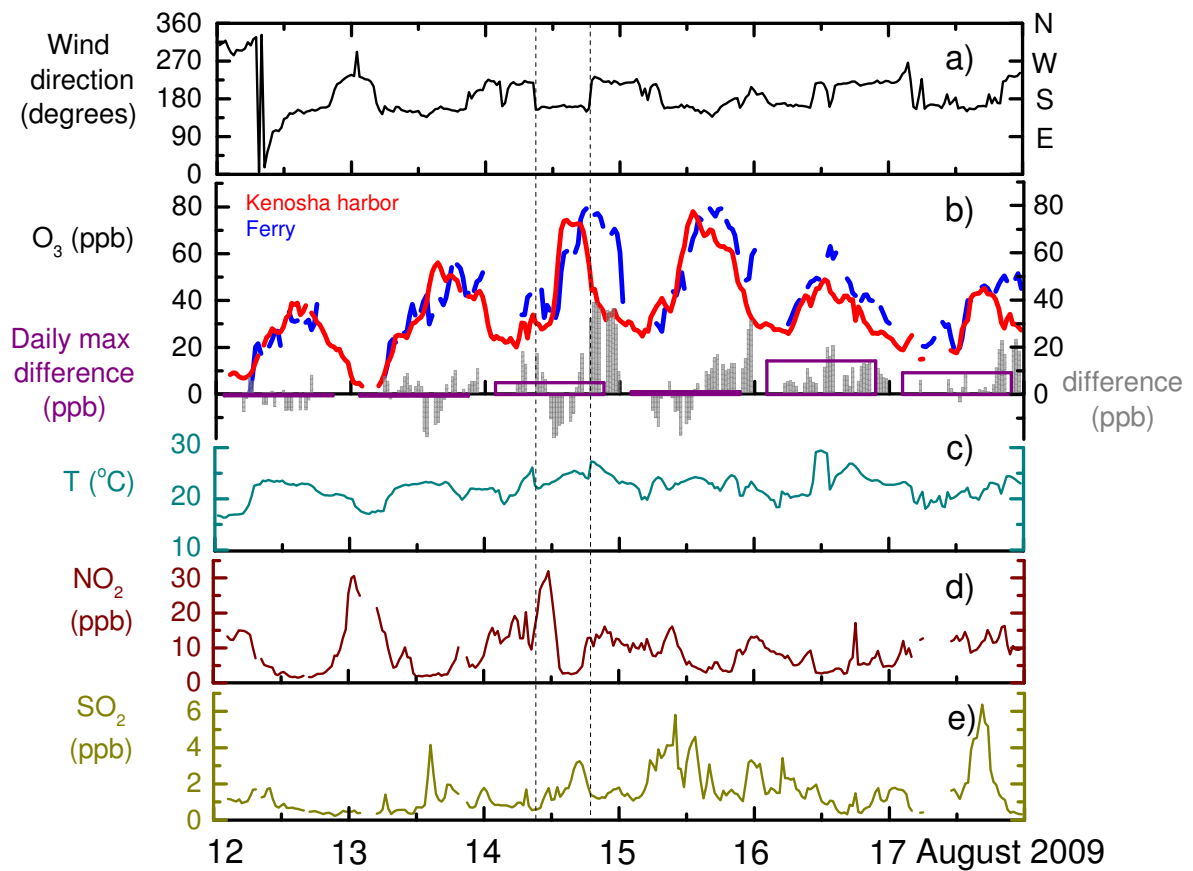 Wind
direction
(degrees)
360
270
180
90
0
N
W
S
E
a)
O3 (ppb)
Daily max
difference
(ppb)
80
60
40
20
0
Kenosha harbor
Ferry
b)
80
60
40
20
0
difference
(ppb)
T (°C)
30
20
10
c)
NO2
(ppb)
30
20
10
0
d)
SO2
(ppb)
6
4
2
0
e)
12 13 14 15 16 17 August 2009